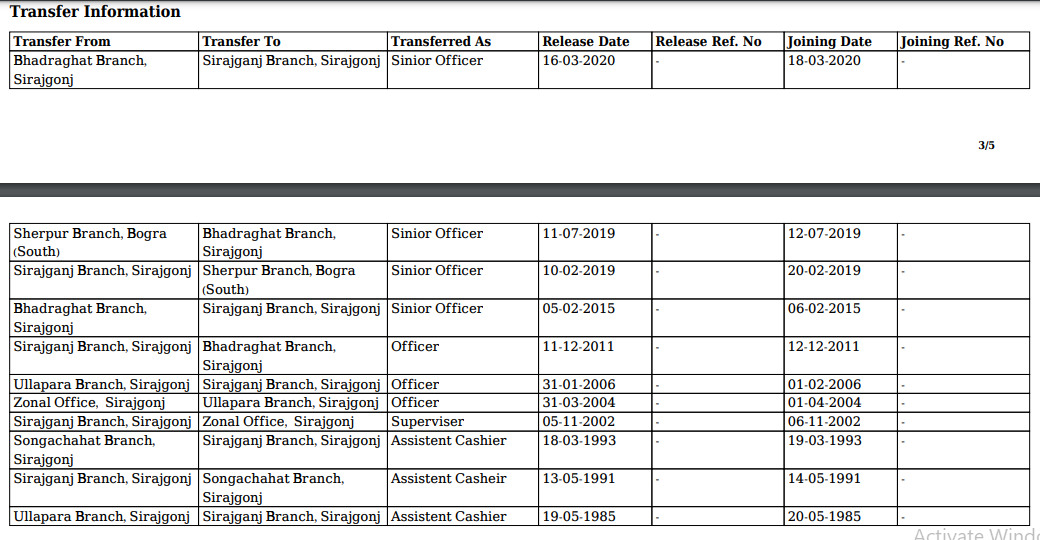 Transfer Information
Transfer From Transfer To Transferred As Release Date Release Ref. No Joining Date Joining Ref. No
Bhadraghat Branch, Sirajganj Branch, Sirajgonj Sinior Officer 16-03-2020 - 18-03-2020 -
Sirajgonj
3/5
Sherpur Branch, Bogra Bhadraghat Branch, Sinior Officer 11-07-2019 - 12-07-2019 -
(South) Sirajgonj
Sirajganj Branch, Sirajgonj Sherpur Branch, Bogra Sinior Officer 10-02-2019 - 20-02-2019 -
(South)
Bhadraghat Branch, Sirajganj Branch, Sirajgonj Sinior Officer 05-02-2015 - 06-02-2015 -
Sirajgonj
Sirajganj Branch, Sirajgonj Bhadraghat Branch, Officer 11-12-2011 - 12-12-2011 -
Sirajgonj
Ullapara Branch, Sirajgonj Sirajganj Branch, Sirajgonj Officer 31-01-2006 - 01-02-2006 -
Zonal Office, Sirajgonj Ullapara Branch, Sirajgonj Officer 31-03-2004 - 01-04-2004 -
Sirajganj Branch, Sirajgonj Zonal Office, Sirajgonj Superviser 05-11-2002 - 06-11-2002 -
Songachahat Branch, Sirajganj Branch, Sirajgonj Assistent Cashier 18-03-1993 - 19-03-1993 -
Sirajgonj
Sirajganj Branch, Sirajgonj Songachahat Branch, Assistent Casheir 13-05-1991 - 14-05-1991 -
Sirajgonj
Ullapara Branch, Sirajgonj Sirajganj Branch, Sirajgonj Assistent Cashier 19-05-1985 - 20-05-1985 -
Activate